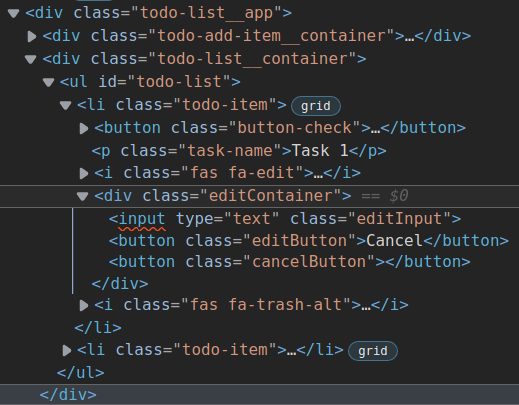 <div class="todo-list__app">
<div class="todo-add-item__container">…</div>
<div class="todo-list__container">
<ul id="todo-list">
<li class="todo-item"> grid
<button class="button-check">…</button>
<p class="task-name">Task 1</p>
<i class="fas fa-edit">…</i>
<div class="editContainer"> == $0
<input type="text" class="editInput">
<button class="editButton">Cancel</button>
<button class="cancelButton"></button>
</div>
<i class="fas fa-trash-alt">…</i>
</li>
<li class="todo-item">…</li> grid
</ul>
</div>